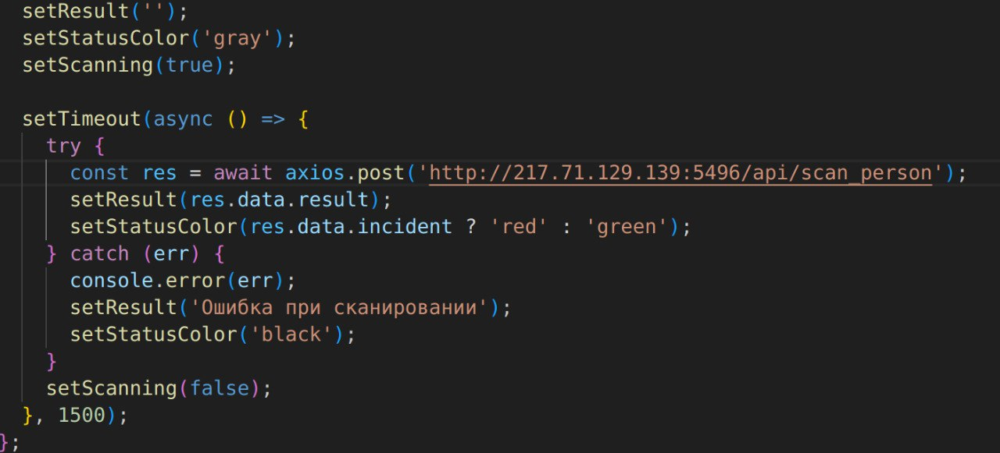 setResult('');
setStatusColor('gray');
setScanning(true);
setTimeout(async () => {
try {
const res = await axios.post('http://217.71.129.139:5496/api/scan_person');
setResult(res.data.result);
setStatusColor(res.data.incident ? 'red' : 'green');
} catch (err) {
console.error(err);
setResult('Ошибка при сканировании');
setStatusColor('black');
}
setScanning(false);
}, 1500);
};